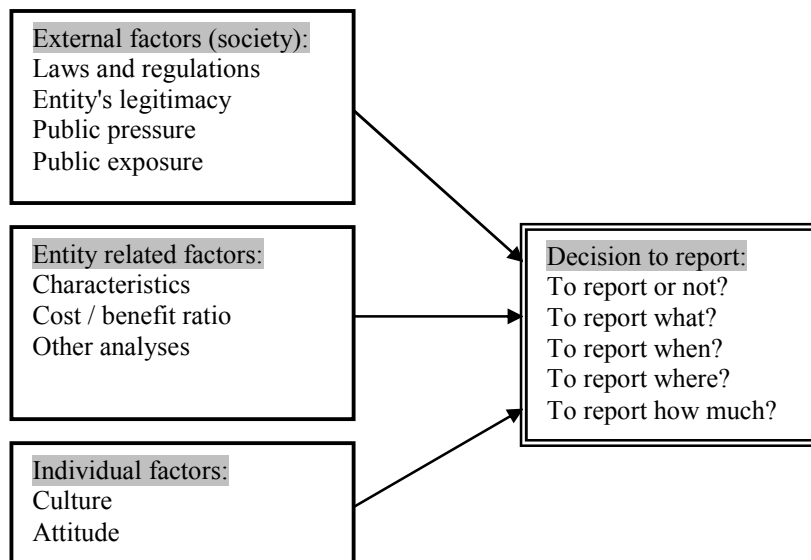 External factors (society):
Laws and regulations
Entity's legitimacy
Public pressure
Public exposure
Entity related factors:
Characteristics
Cost / benefit ratio
Other analyses
Individual factors:
Culture
Attitude
Decision to report:
To report or not?
To report what?
To report when?
To report where?
To report how much?